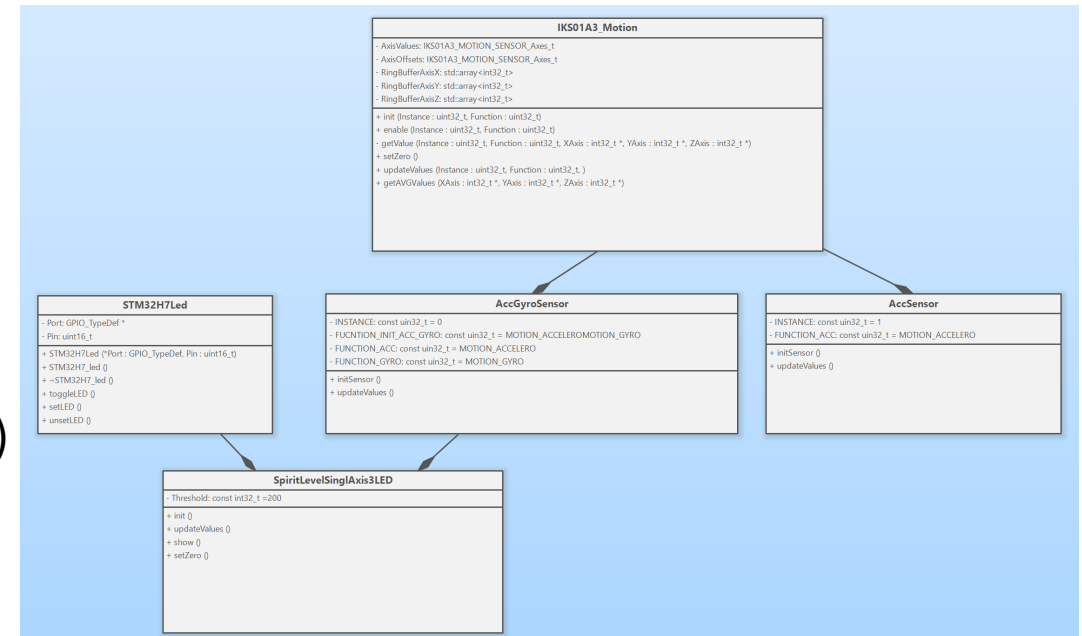 IKS01A3_Motion
- AxisValues: IKS01A3_MOTION_SENSOR_Axes_t
- AxisOffsets: IKS01A3_MOTION_SENSOR_Axes_t
- RingBufferAxisX: std::array<int32_t>
- RingBufferAxisY: std::array<int32_t>
- RingBufferAxisZ: std::array<int32_t>
+ init (Instance : uint32_t, Function : uint32_t)
+ enable (Instance : uint32_t, Function : uint32_t)
- getValue (Instance : uint32_t, Function : uint32_t, XAxis : int32_t *, YAxis : int32_t *, ZAxis : int32_t *)
+ setZero ()
+ updateValues (Instance : uint32_t, Function : uint32_t, )
+ getAVGValues (XAxis : int32_t *, YAxis : int32_t *, ZAxis : int32_t *)
STM32H7Led
- Port: GPIO_TypeDef *
- Pin: uint16_t
+ STM32H7Led (*Port : GPIO_TypeDef, Pin : uint16_t)
+ STM32H7_led ()
+ ~STM32H7_led ()
+ toggleLED ()
+ setLED ()
+ unsetLED ()
AccGyroSensor
- INSTANCE: const uin32_t = 0
- FUCNTION_INIT_ACC_GYRO: const uin32_t = MOTION_ACCELEROMOTION_GYRO
- FUNCTION_ACC: const uin32_t = MOTION_ACCELERO
- FUNCTION_GYRO: const uin32_t = MOTION_GYRO
+ initSensor ()
+ updateValues ()
AccSensor
- INSTANCE: const uin32_t = 1
- FUNCTION_ACC: const uin32_t = MOTION_ACCELERO
+ initSensor ()
+ updateValues ()
)
SpiritLevelSinglAxis3LED
- Threshold: const int32_t =200
+ init ()
+ updateValues ()
+ show ()
+ setZero ()